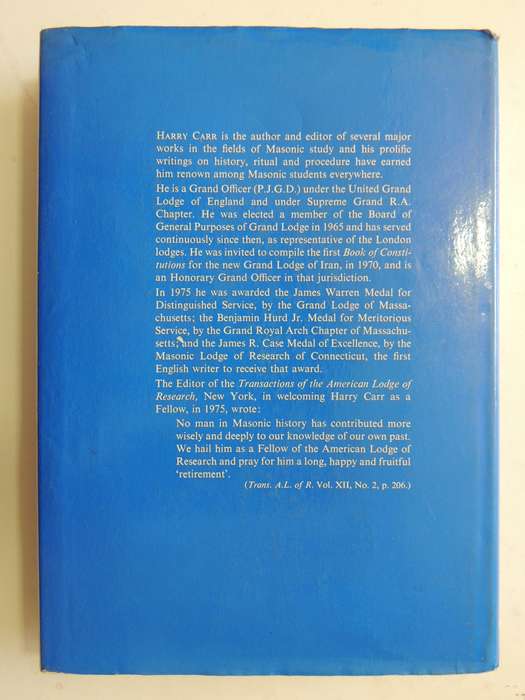 HARRY CARR is the author and editor of several major
works in the fields of Masonic study and his prolific
writings on history, ritual and procedure have earned
him renown among Masonic students everywhere.
He is a Grand Officer (P.J.G.D.) under the United Grand
Lodge of England and under Supreme Grand R.A.
Chapter. He was elected a member of the Board of
General Purposes of Grand Lodge in 1965 and has served
continuously since then, as representative of the London
lodges. He was invited to compile the first Book of Consti-
tutions for the new Grand Lodge of Iran, in 1970, and is
an Honorary Grand Officer in that jurisdiction.
In 1975 he was awarded the James Warren Medal for
Distinguished Service, by the Grand Lodge of Massa-
chusetts; the Benjamin Hurd Jr. Medal for Meritorious
Service, by the Grand Royal Arch Chapter of Massachu-
setts; and the James R. Case Medal of Excellence, by the
Masonic Lodge of Research of Connecticut, the first
English writer to receive that award.
The Editor of the Transactions of the American Lodge of
Research, New York, in welcoming Harry Carr as a
Fellow, in 1975, wrote:
No man in Masonic history has contributed more
wisely and deeply to our knowledge of our own past.
We hail him as a Fellow of the American Lodge of
Research and pray for him a long, happy and fruitful
‘retirement’.
(Trans. A.L. of R. Vol. XII, No. 2, p. 206.)